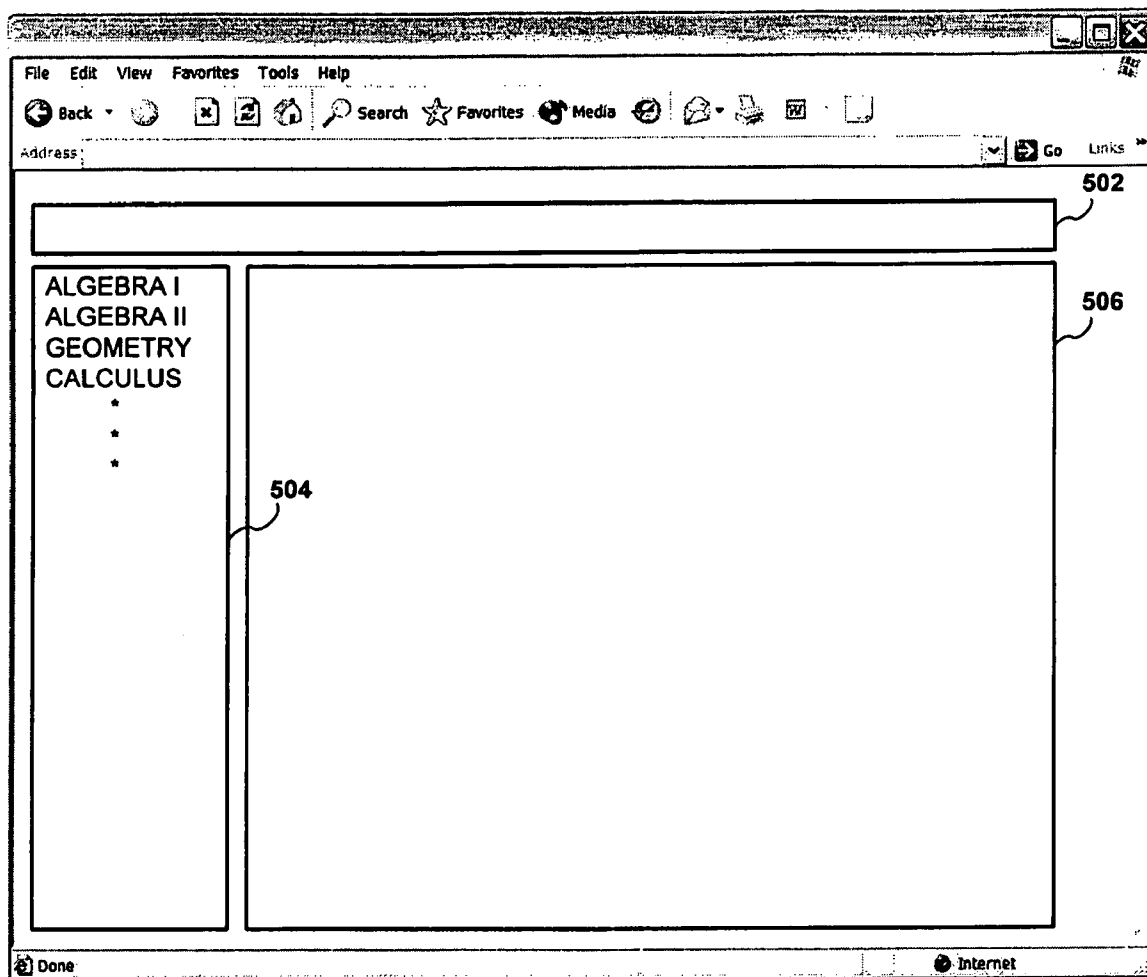 File Edit View Favorites Tools Help
Back Search Favorites Media
Address Go Links »
502
506
ALGEBRA I
ALGEBRA II
GEOMETRY
CALCULUS
*
*
*
504
Done Internet